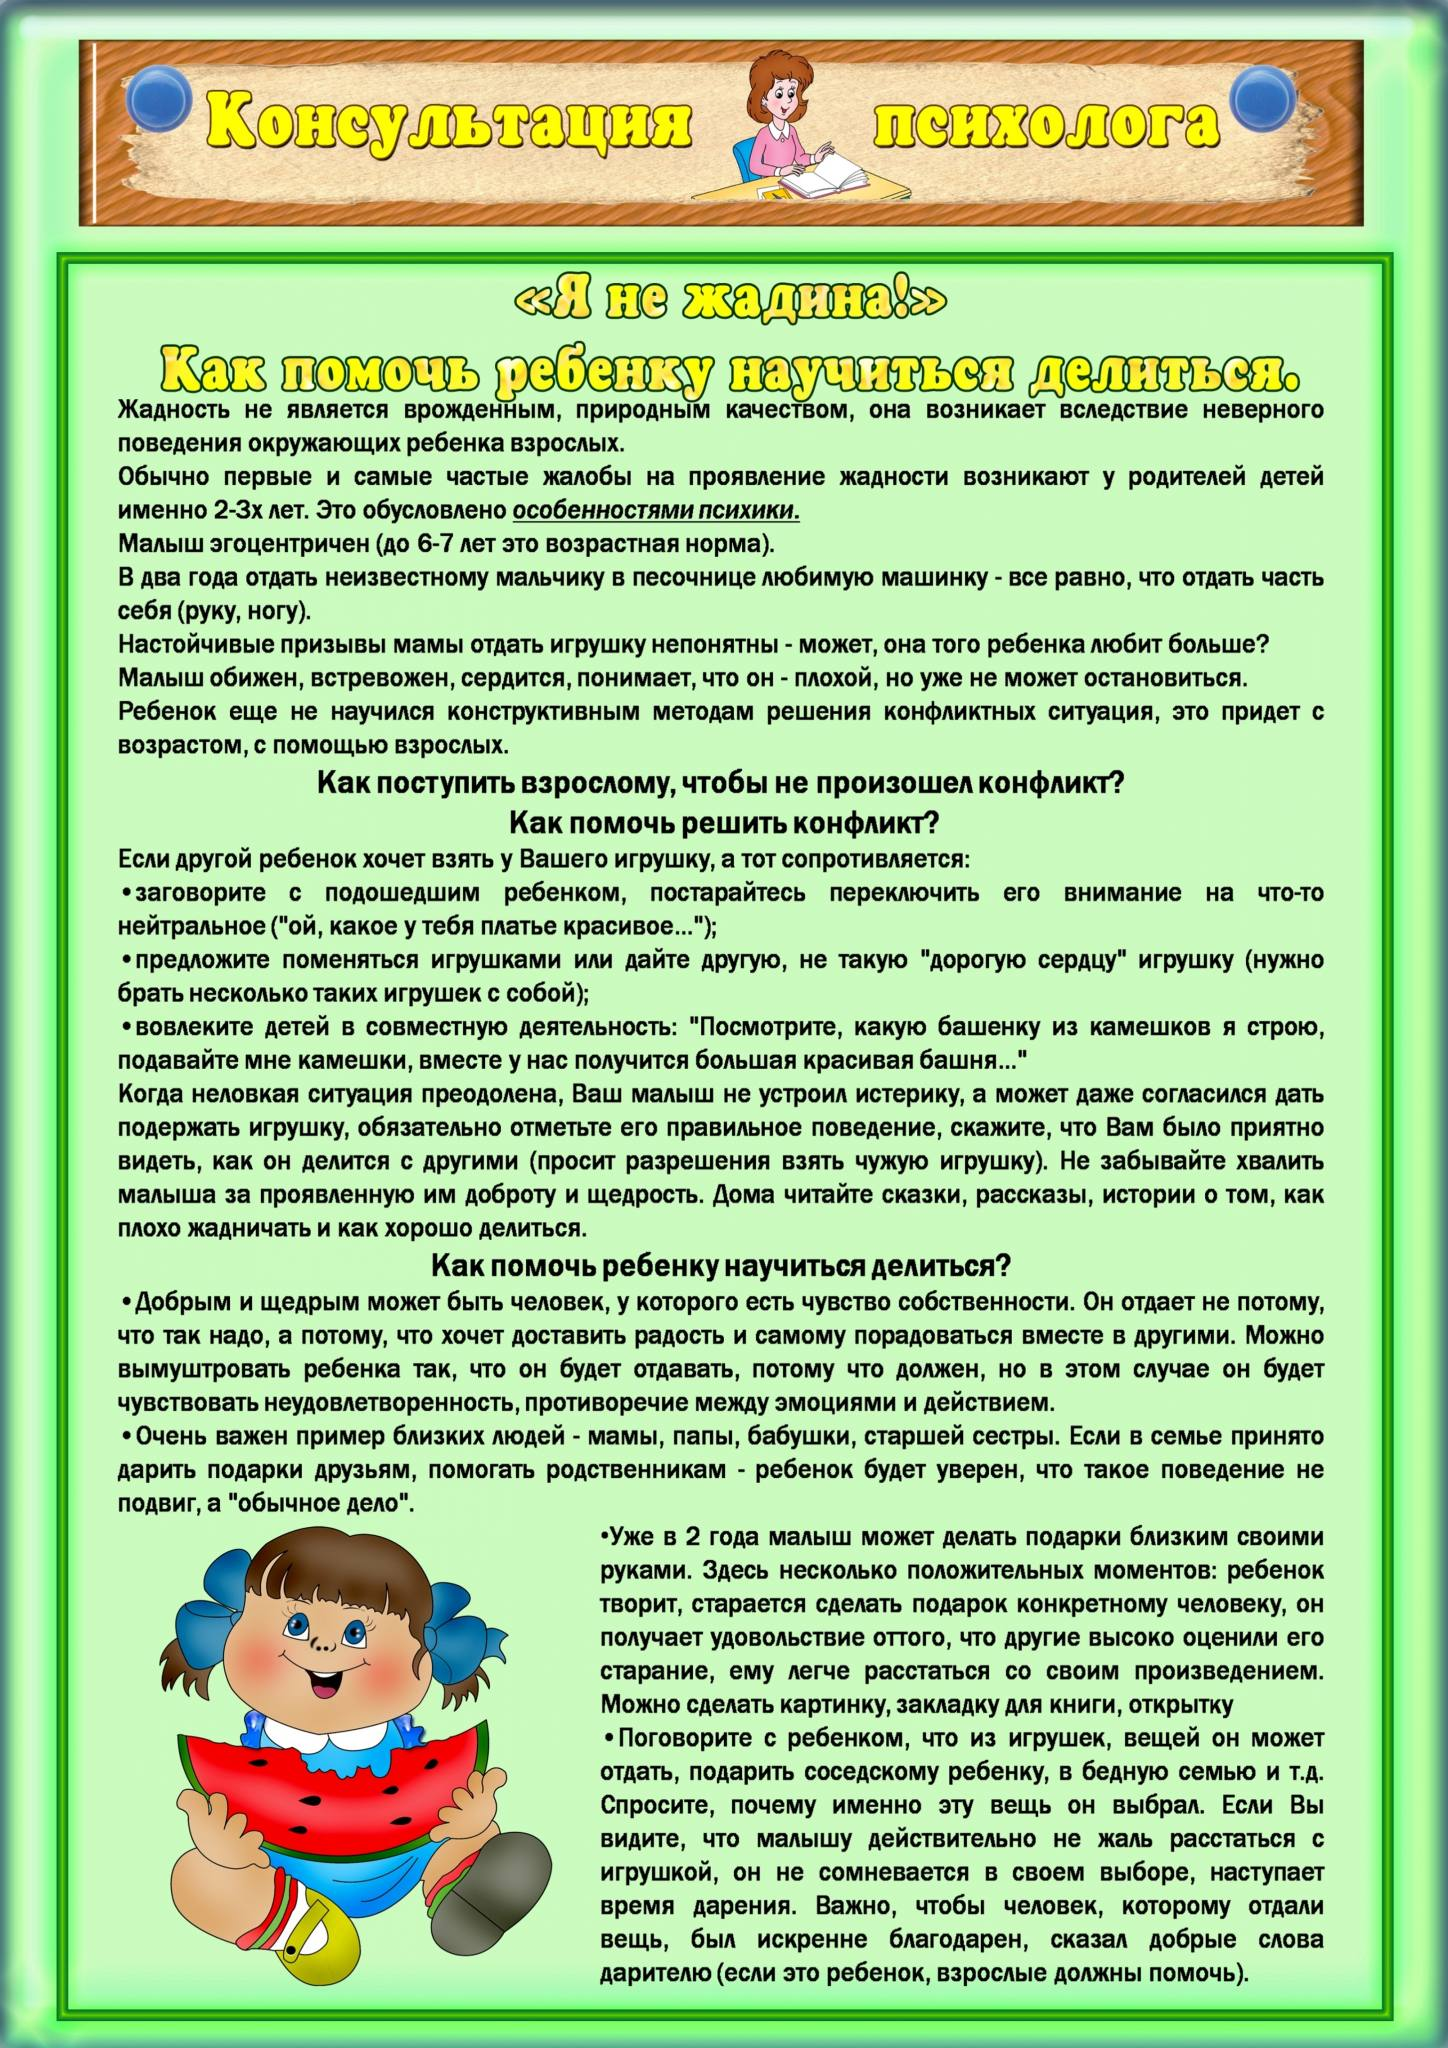 Консультация психолога
«Я не жадина!»
Как помочь ребенку научиться делиться.
Жадность не является врожденным, природным качеством, она возникает вследствие неверного
поведения окружающих ребенка взрослых.
Обычно первые и самые частые жалобы на проявление жадности возникают у родителей детей
именно 2-3х лет. Это обусловлено особенностями психики.
Малыш эгоцентричен (до 6-7 лет это возрастная норма).
В два года отдать неизвестному мальчику в песочнице любимую машинку - все равно, что отдать часть
себя (руку, ногу).
Настойчивые призывы мамы отдать игрушку непонятны - может, она того ребенка любит больше?
Малыш обижен, встревожен, сердится, понимает, что он - плохой, но уже не может остановиться.
Ребенок еще не научился конструктивным методам решения конфликтных ситуация, это придет с
возрастом, с помощью взрослых.
Как поступить взрослому, чтобы не произошел конфликт?
Как помочь решить конфликт?
Если другой ребенок хочет взять у Вашего игрушку, а тот сопротивляется:
•заговорите с подошедшим ребенком, постарайтесь переключить его внимание на что-то
нейтральное ("ой, какое у тебя платье красивое...");
•предложите поменяться игрушками или дайте другую, не такую "дорогую сердцу" игрушку (нужно
брать несколько таких игрушек с собой);
•вовлеките детей в совместную деятельность: "Посмотрите, какую башенку из камешков я строю,
подавайте мне камешки, вместе у нас получится большая красивая башня..."
Когда неловкая ситуация преодолена, Ваш малыш не устроил истерику, а может даже согласился дать
подержать игрушку, обязательно отметьте его правильное поведение, скажите, что Вам было приятно
видеть, как он делится с другими (просит разрешения взять чужую игрушку). Не забывайте хвалить
малыша за проявленную им доброту и щедрость. Дома читайте сказки, рассказы, истории о том, как
плохо жадничать и как хорошо делиться.
Как помочь ребенку научиться делиться?
•Добрым и щедрым может быть человек, у которого есть чувство собственности. Он отдает не потому,
что так надо, а потому, что хочет доставить радость и самому порадоваться вместе в другими. Можно
вымуштровать ребенка так, что он будет отдавать, потому что должен, но в этом случае он будет
чувствовать неудовлетворенность, противоречие между эмоциями и действием.
•Очень важен пример близких людей - мамы, папы, бабушки, старшей сестры. Если в семье принято
дарить подарки друзьям, помогать родственникам - ребенок будет уверен, что такое поведение не
подвиг, а "обычное дело".
•Уже в 2 года малыш может делать подарки близким своими
руками. Здесь несколько положительных моментов: ребенок
творит, старается сделать подарок конкретному человеку, он
получает удовольствие оттого, что другие высоко оценили его
старание, ему легче расстаться со своим произведением.
Можно сделать картинку, закладку для книги, открытку
•Поговорите с ребенком, что из игрушек, вещей он может
отдать, подарить соседскому ребенку, в бедную семью и т.д.
Спросите, почему именно эту вещь он выбрал. Если Вы
видите, что малышу действительно не жаль расстаться с
игрушкой, он не сомневается в своем выборе, наступает
время дарения. Важно, чтобы человек, которому отдали
вещь, был искренне благодарен, сказал добрые слова
дарителю (если это ребенок, взрослые должны помочь).